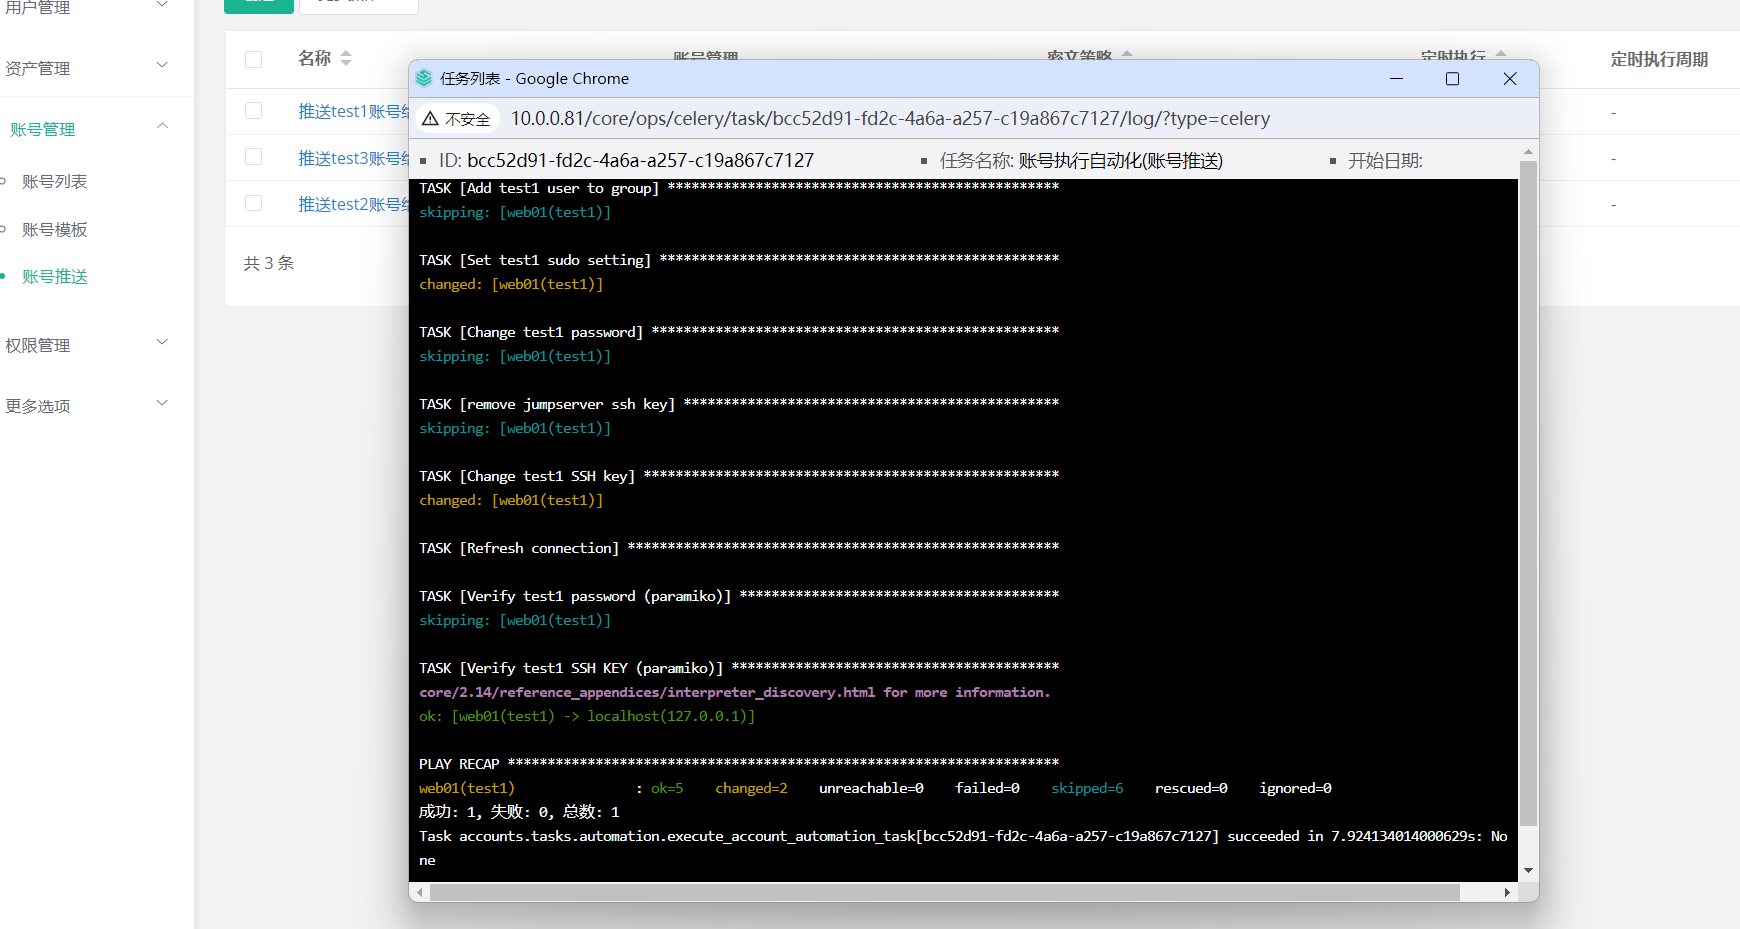 用户管理
资产管理
账号管理
账号列表
账号模板
账号推送
权限管理
更多选项
名称
账号管理
密文策略
定时执行
定时执行周期
推送test1账号
-
推送test3账号
-
推送test2账号
-
共 3 条
任务列表 - Google Chrome
不安全
10.0.0.81/core/ops/celery/task/bcc52d91-fd2c-4a6a-a257-c19a867c7127/log/?type=celery
ID: bcc52d91-fd2c-4a6a-a257-c19a867c7127
任务名称: 账号执行自动化(账号推送)
开始日期:
TASK [Add test1 user to group] *************************************************
skipping: [web01(test1)]
TASK [Set test1 sudo setting] **************************************************
changed: [web01(test1)]
TASK [Change test1 password] ***************************************************
skipping: [web01(test1)]
TASK [remove jumpserver ssh key] ***********************************************
skipping: [web01(test1)]
TASK [Change test1 SSH key] ****************************************************
changed: [web01(test1)]
TASK [Refresh connection] ******************************************************
TASK [Verify test1 password (paramiko)] ****************************************
skipping: [web01(test1)]
TASK [Verify test1 SSH KEY (paramiko)] *****************************************
core/2.14/reference_appendices/interpreter_discovery.html for more information.
ok: [web01(test1) -> localhost(127.0.0.1)]
PLAY RECAP *********************************************************************
web01(test1) : ok=5 changed=2 unreachable=0 failed=0 skipped=6 rescued=0 ignored=0
成功: 1, 失败: 0, 总数: 1
Task accounts.tasks.automation.execute_account_automation_task[bcc52d91-fd2c-4a6a-a257-c19a867c7127] succeeded in 7.924134014000629s: No
ne